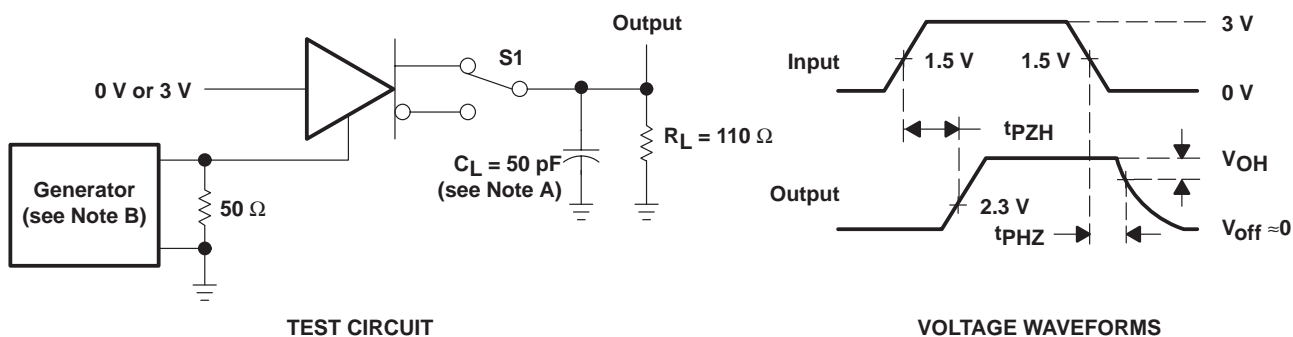 Output
S1
0 V or 3 V
Generator
(see Note B)
50 Ω
CL = 50 pF
(see Note A)
RL = 110 Ω
TEST CIRCUIT
Input
1.5 V
1.5 V
3 V
0 V
tPZH
Output
2.3 V
tPHZ
VOH
Voff ≈0
VOLTAGE WAVEFORMS